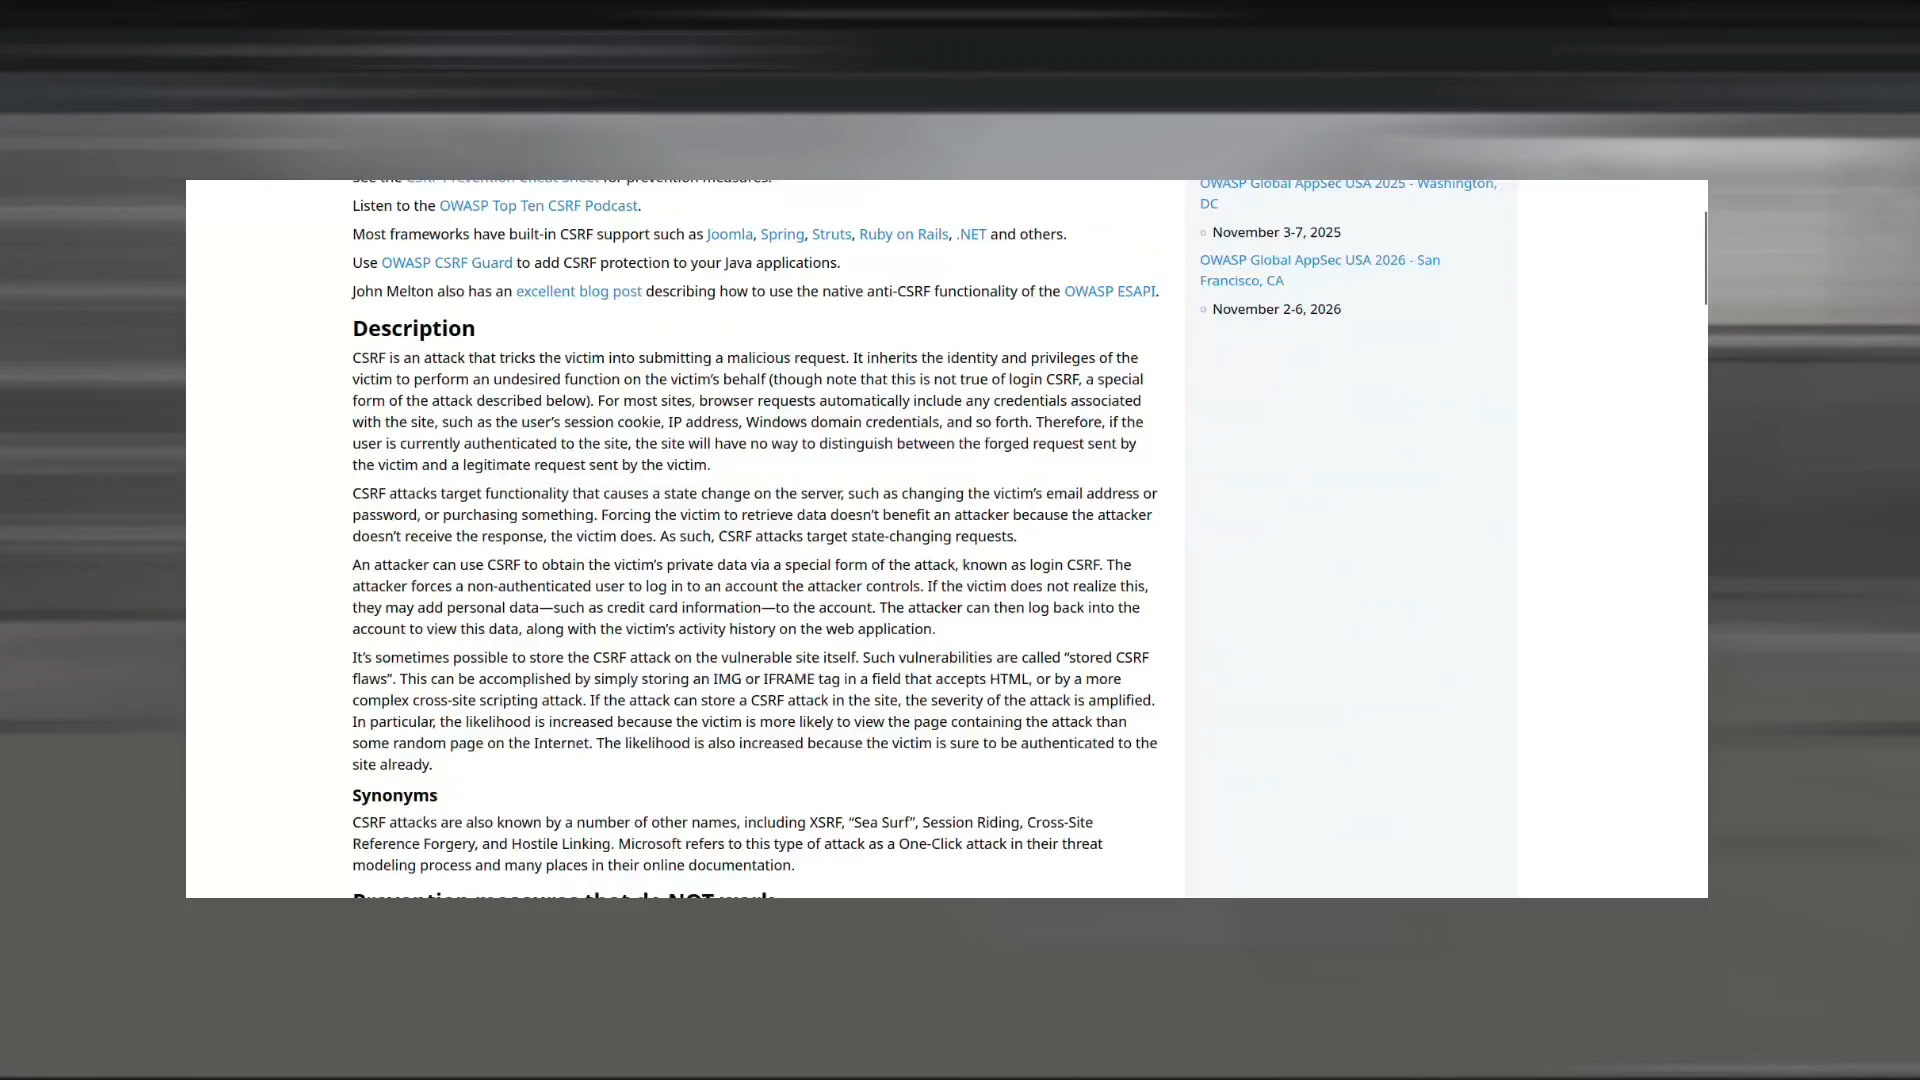 See the CSRF Prevention Cheat Sheet for prevention measures.
Listen to the OWASP Top Ten CSRF Podcast.
Most frameworks have built-in CSRF support such as Joomla, Spring, Struts, Ruby on Rails, .NET and others.
Use OWASP CSRF Guard to add CSRF protection to your Java applications.
John Melton also has an excellent blog post describing how to use the native anti-CSRF functionality of the OWASP ESAPI.
Description
CSRF is an attack that tricks the victim into submitting a malicious request. It inherits the identity and privileges of the
victim to perform an undesired function on the victim’s behalf (though note that this is not true of login CSRF, a special
form of the attack described below). For most sites, browser requests automatically include any credentials associated
with the site, such as the user’s session cookie, IP address, Windows domain credentials, and so forth. Therefore, if the
user is currently authenticated to the site, the site will have no way to distinguish between the forged request sent by
the victim and a legitimate request sent by the victim.
CSRF attacks target functionality that causes a state change on the server, such as changing the victim’s email address or
password, or purchasing something. Forcing the victim to retrieve data doesn’t benefit an attacker because the attacker
doesn’t receive the response, the victim does. As such, CSRF attacks target state-changing requests.
An attacker can use CSRF to obtain the victim’s private data via a special form of the attack, known as login CSRF. The
attacker forces a non-authenticated user to log in to an account the attacker controls. If the victim does not realize this,
they may add personal data—such as credit card information—to the account. The attacker can then log back into the
account to view this data, along with the victim’s activity history on the web application.
It’s sometimes possible to store the CSRF attack on the vulnerable site itself. Such vulnerabilities are called “stored CSRF
flaws”. This can be accomplished by simply storing an IMG or IFRAME tag in a field that accepts HTML, or by a more
complex cross-site scripting attack. If the attack can store a CSRF attack in the site, the severity of the attack is amplified.
In particular, the likelihood is increased because the victim is more likely to view the page containing the attack than
some random page on the Internet. The likelihood is also increased because the victim is sure to be authenticated to the
site already.
Synonyms
CSRF attacks are also known by a number of other names, including XSRF, “Sea Surf”, Session Riding, Cross-Site
Reference Forgery, and Hostile Linking. Microsoft refers to this type of attack as a One-Click attack in their threat
modeling process and many places in their online documentation.
Prevention measures that do NOT work
OWASP Global AppSec USA 2025 - Washington,
DC
November 3-7, 2025
OWASP Global AppSec USA 2026 - San
Francisco, CA
November 2-6, 2026